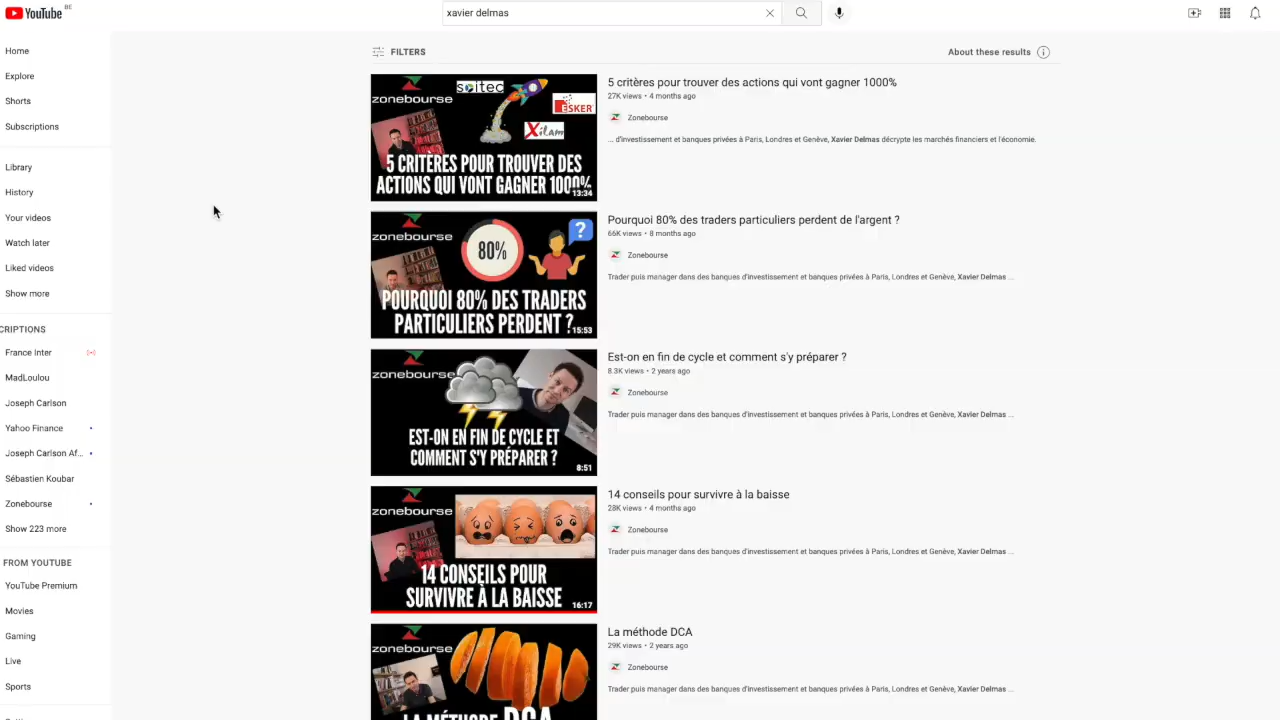 YouTube BE
xavier delmas
Home
Explore
Shorts
Subscriptions
Library
History
Your videos
Watch later
Liked videos
Show more
CRIPTIONS
France Inter
MadLoulou
Joseph Carlson
Yahoo Finance
Joseph Carlson Af...
Sébastien Koubar
Zonebourse
Show 223 more
FROM YOUTUBE
YouTube Premium
Movies
Gaming
Live
Sports
FILTERS
About these results
zonebourse
soitec
ESKER
Xilam
5 CRITÈRES POUR TROUVER DES
ACTIONS QUI VONT GAGNER 1000%
13:34
5 critères pour trouver des actions qui vont gagner 1000%
27K views • 4 months ago
Zonebourse
... d'investissement et banques privées à Paris, Londres et Genève, Xavier Delmas décrypte les marchés financiers et l'économie.
zonebourse
80%
?
POURQUOI 80% DES TRADERS
PARTICULIERS PERDENT ?
15:53
Pourquoi 80% des traders particuliers perdent de l'argent ?
66K views • 8 months ago
Zonebourse
Trader puis manager dans des banques d'investissement et banques privées à Paris, Londres et Genève, Xavier Delmas ...
zonebourse
EST-ON EN FIN DE CYCLE ET
COMMENT S'Y PRÉPARER ?
8:51
Est-on en fin de cycle et comment s'y préparer ?
8.3K views • 2 years ago
Zonebourse
Trader puis manager dans des banques d'investissement et banques privées à Paris, Londres et Genève, Xavier Delmas ...
zonebourse
14 CONSEILS POUR
SURVIVRE À LA BAISSE
16:17
14 conseils pour survivre à la baisse
28K views • 4 months ago
Zonebourse
Trader puis manager dans des banques d'investissement et banques privées à Paris, Londres et Genève, Xavier Delmas ...
zonebourse
LA MÉTHODE DCA
La méthode DCA
29K views • 2 years ago
Zonebourse
Trader puis manager dans des banques d'investissement et banques privées à Paris, Londres et Genève, Xavier Delmas ...